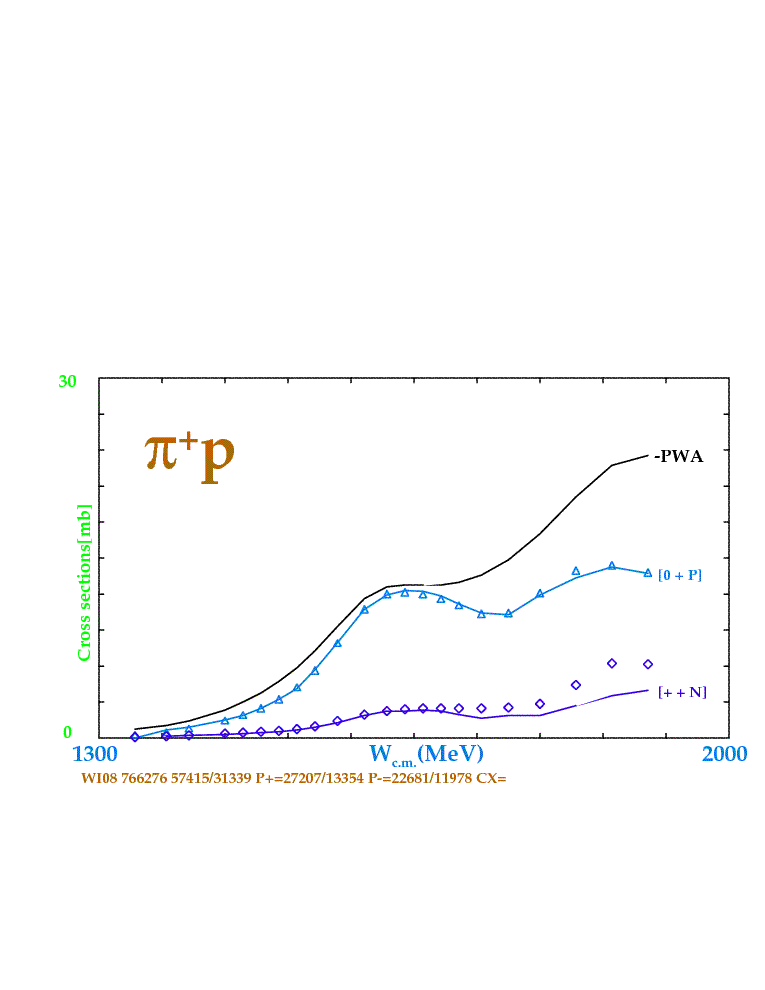 30
π+p
-PWA
Cross sections[mb]
[0 + P]
[+ + N]
0
1300
Wc.m.(MeV)
2000
WI08 766276 57415/31339 P+=27207/13354 P-=22681/11978 CX=